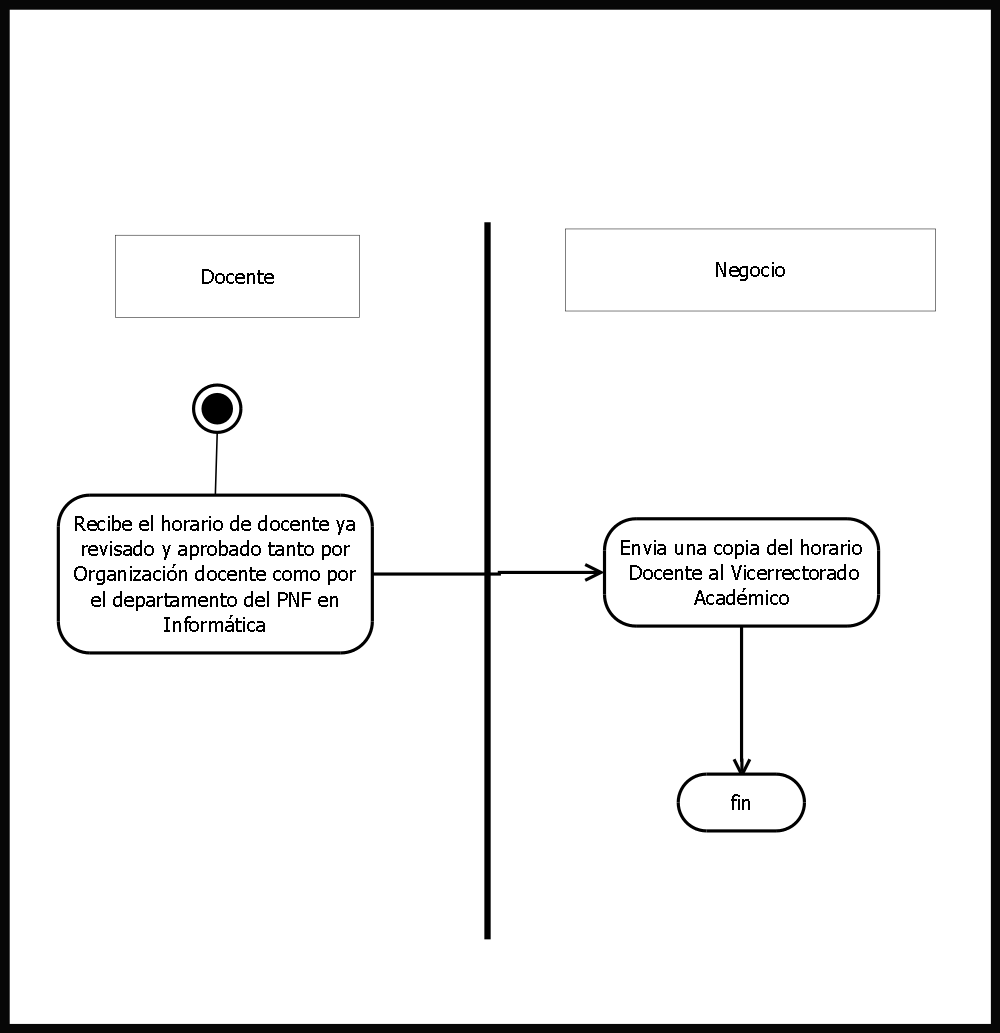 Docente
Negocio
Recibe el horario de docente ya
revisado y aprobado tanto por
Organización docente como por
el departamento del PNF en
Informática
Envia una copia del horario
Docente al Vicerrectorado
Académico
fin